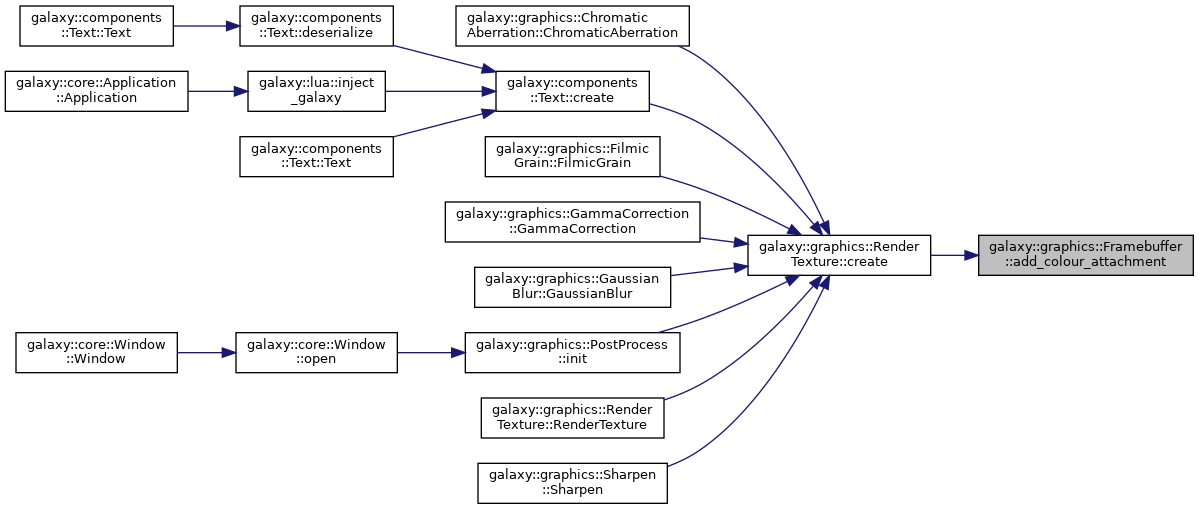 galaxy::components
::Text::Text
galaxy::components
::Text::deserialize
galaxy::graphics::Chromatic
Aberration::ChromaticAberration
galaxy::core::Application
::Application
galaxy::lua::inject
_galaxy
galaxy::components
::Text::create
galaxy::components
::Text::Text
galaxy::graphics::Filmic
Grain::FilmicGrain
galaxy::graphics::GammaCorrection
::GammaCorrection
galaxy::graphics::Render
Texture::create
galaxy::graphics::Framebuffer
::add_colour_attachment
galaxy::graphics::Gaussian
Blur::GaussianBlur
galaxy::core::Window
::Window
galaxy::core::Window
::open
galaxy::graphics::PostProcess
::init
galaxy::graphics::Render
Texture::RenderTexture
galaxy::graphics::Sharpen
::Sharpen